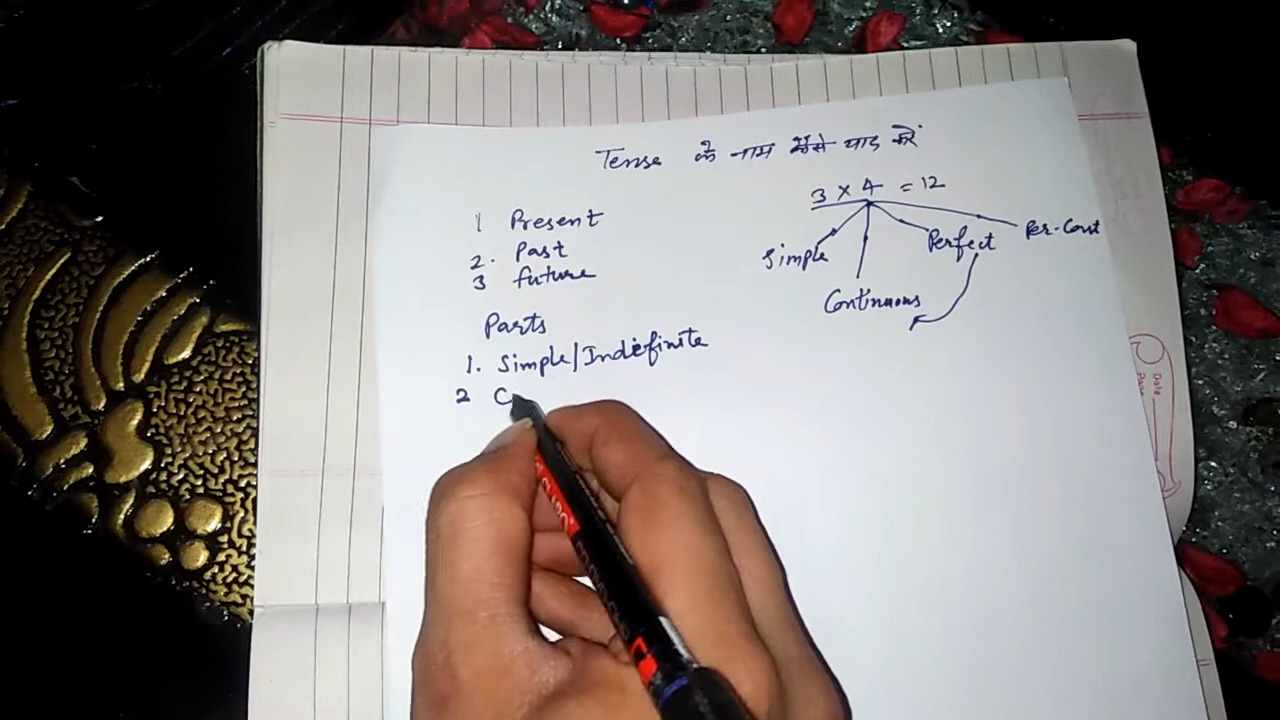 Tense के नाम कैसे याद करें
1 Present
2. Past
3 future
Parts
1. Simple/Indefinite
2 C
3 X 4 = 12
Simple
Continuous
Perfect
Per-Cont
Date